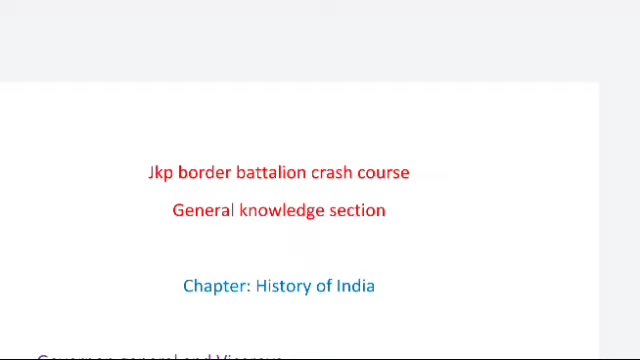 Jkp border battalion crash course
General knowledge section
Chapter: History of India